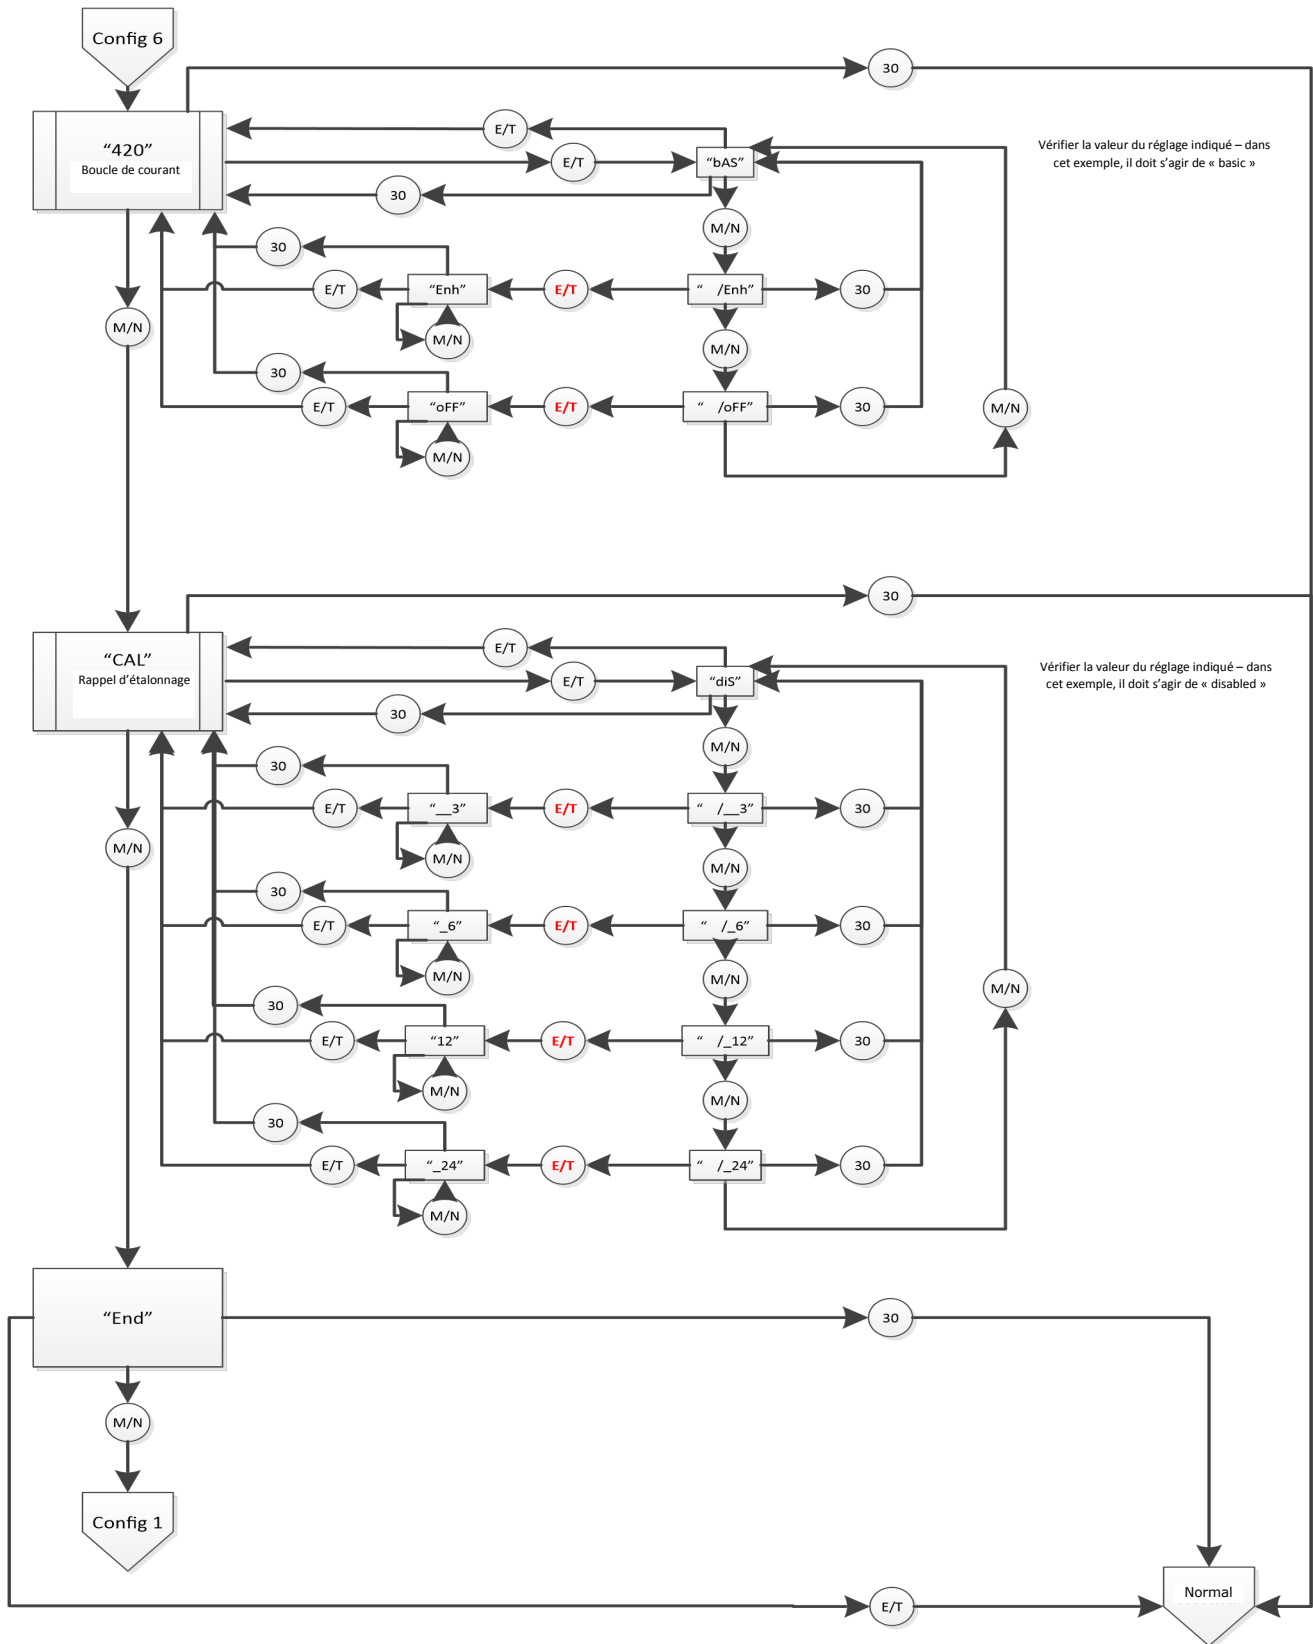 Config 6
30
“420”
Boucle de courant
E/T
E/T
“bAS”
30
Vérifier la valeur du réglage indiqué – dans
cet exemple, il doit s’agir de « basic »
M/N
30
E/T
“Enh”
E/T
“   /Enh”
30
M/N
M/N
M/N
30
E/T
“oFF”
E/T
“   /oFF”
30
M/N
M/N
30
“CAL”
Rappel d’étalonnage
E/T
E/T
“diS”
30
Vérifier la valeur du réglage indiqué – dans
cet exemple, il doit s’agir de « disabled »
M/N
30
E/T
“__3”
E/T
“   /__3”
30
M/N
M/N
M/N
30
E/T
“_6”
E/T
“   /_6”
30
M/N
M/N
M/N
30
E/T
“12”
E/T
“   /_12”
30
M/N
M/N
30
E/T
“_24”
E/T
“   /_24”
30
M/N
“End”
30
M/N
Config 1
E/T
Normal